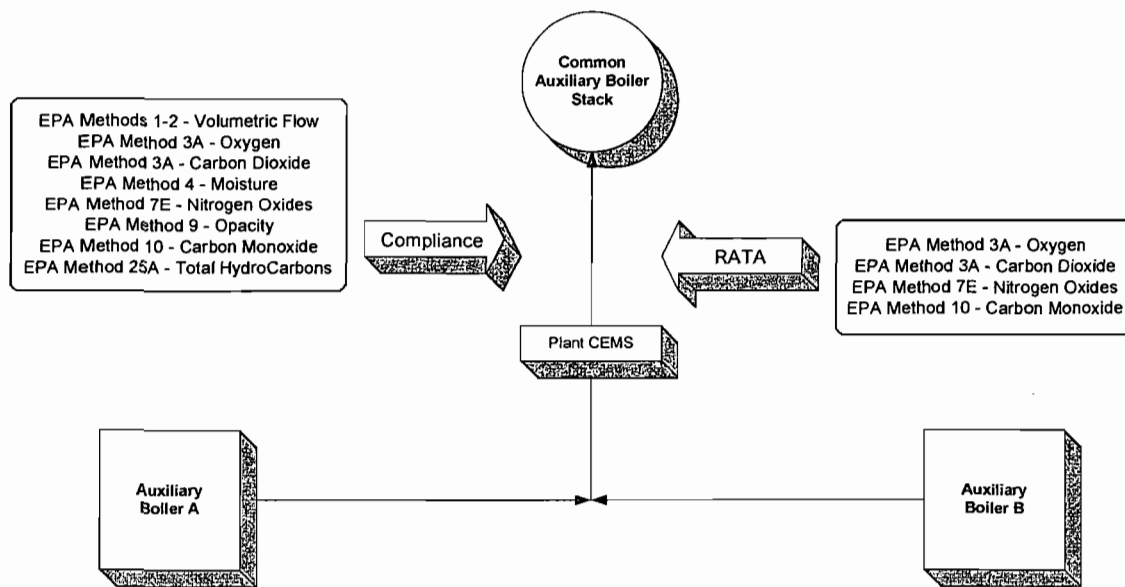 Common
Auxiliary Boiler
Stack
EPA Methods 1-2 - Volumetric Flow
EPA Method 3A - Oxygen
EPA Method 3A - Carbon Dioxide
EPA Method 4 - Moisture
EPA Method 7E - Nitrogen Oxides
EPA Method 9 - Opacity
EPA Method 10 - Carbon Monoxide
EPA Method 25A - Total HydroCarbons
Compliance
RATA
EPA Method 3A - Oxygen
EPA Method 3A - Carbon Dioxide
EPA Method 7E - Nitrogen Oxides
EPA Method 10 - Carbon Monoxide
Plant CEMS
Auxiliary
Boiler A
Auxiliary
Boiler B